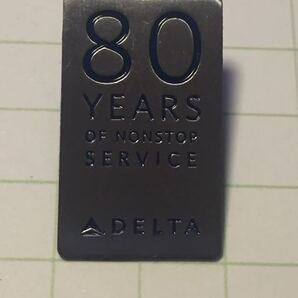 80
YEARS
OF NONSTOP
SERVICE
DELTA